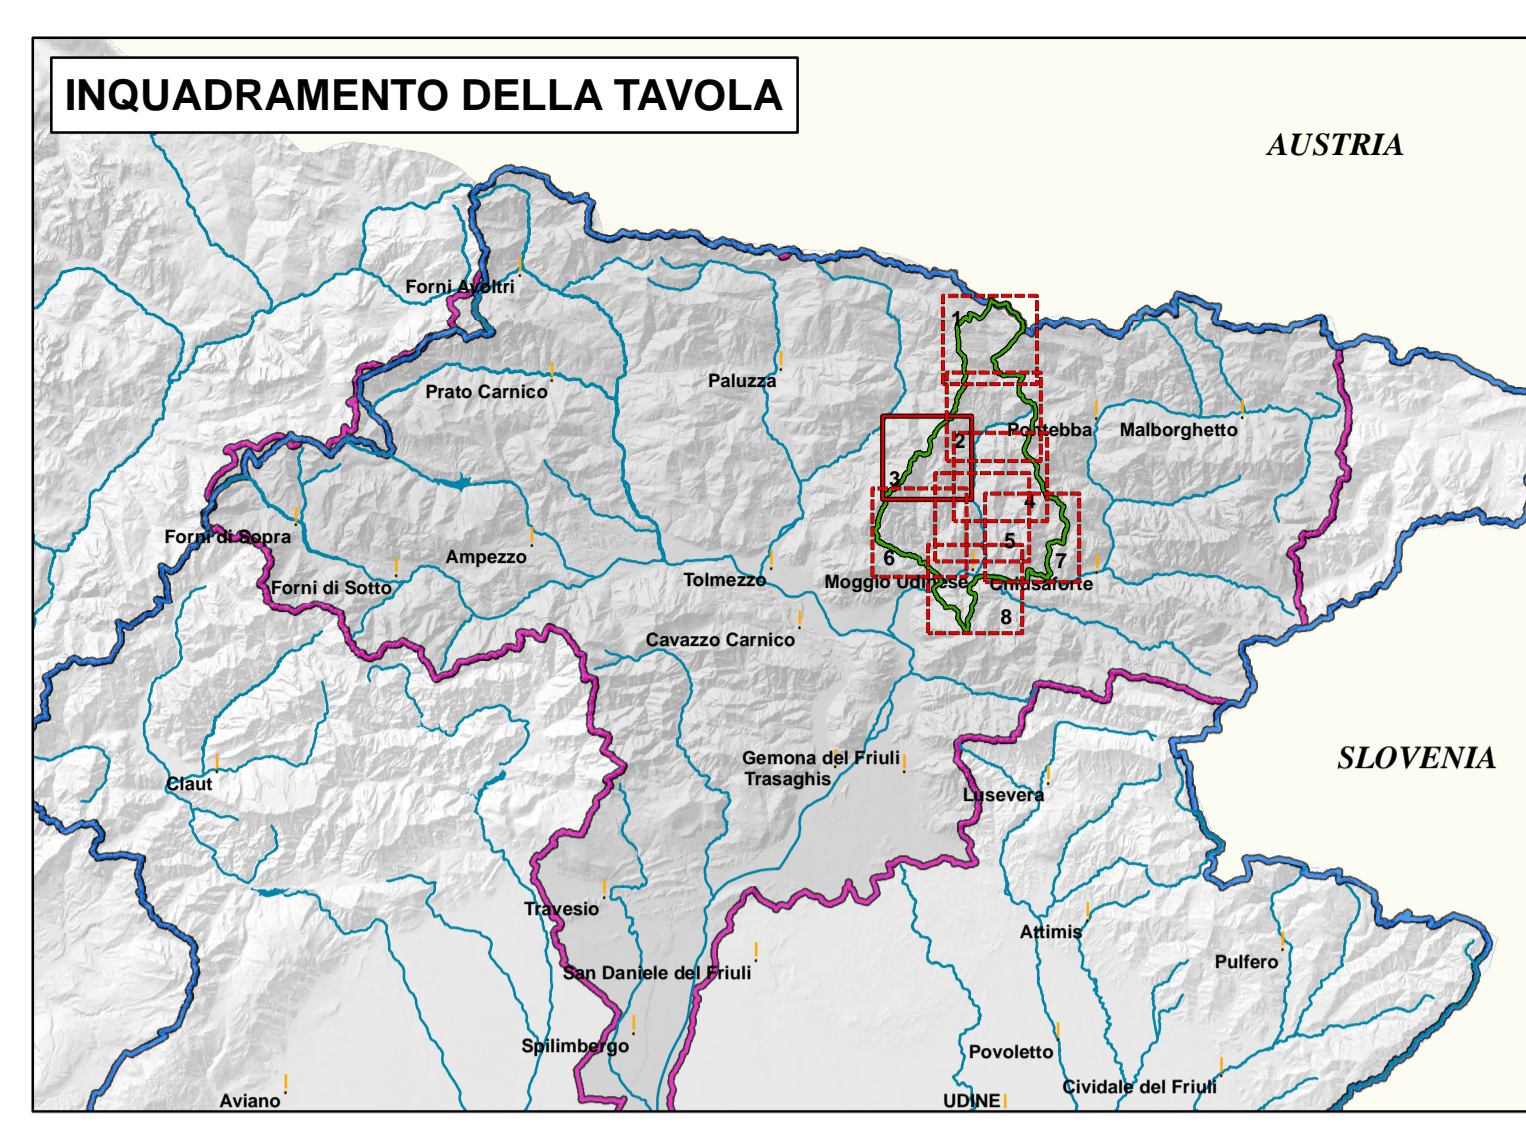 INQUADRAMENTO DELLA TAVOLA
AUSTRIA
Forni Avoltri
1
Paluzza
Prato Carnico
Pontebba
Malborghetto
2
3
4
Forni di Sopra
Ampezzo
5
6
7
Tolmezzo
Moggio Udinese
Chiusaforte
Forni di Sotto
8
Cavazzo Carnico
Gemona del Friuli
SLOVENIA
Trasaghis
Claut
Lusevera
Travesio
Attimis
Pulfero
San Daniele del Friuli
Spilimbergo
Povoletto
Cividale del Friuli
Aviano
UDINE